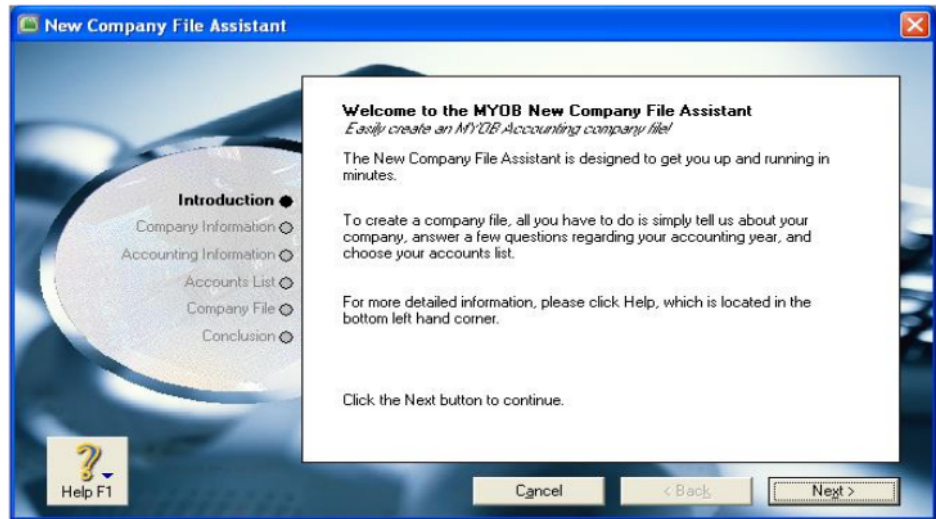 New Company File Assistant
Welcome to the MYOB New Company File Assistant
Easily create an MYOB Accounting company file!
The New Company File Assistant is designed to get you up and running in
minutes.
To create a company file, all you have to do is simply tell us about your
company, answer a few questions regarding your accounting year, and
choose your accounts list.
For more detailed information, please click Help, which is located in the
bottom left hand corner.
Click the Next button to continue.
Introduction
Company Information
Accounting Information
Accounts List
Company File
Conclusion
Help F1
Cancel
< Back
Next >